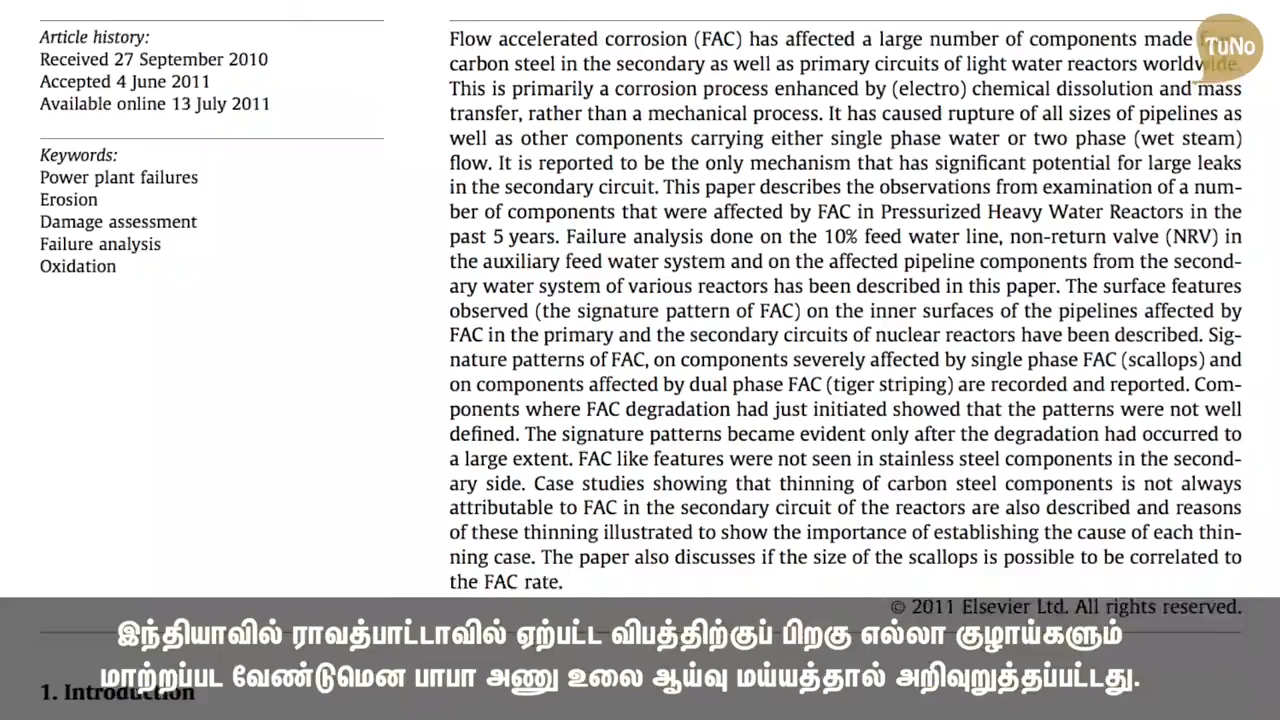 Article history:
Received 27 September 2010
Accepted 4 June 2011
Available online 13 July 2011
Keywords:
Power plant failures
Erosion
Damage assessment
Failure analysis
Oxidation
Flow accelerated corrosion (FAC) has affected a large number of components made
carbon steel in the secondary as well as primary circuits of light water reactors worldwide.
This is primarily a corrosion process enhanced by (electro) chemical dissolution and mass
transfer, rather than a mechanical process. It has caused rupture of all sizes of pipelines as
well as other components carrying either single phase water or two phase (wet steam)
flow. It is reported to be the only mechanism that has significant potential for large leaks
in the secondary circuit. This paper describes the observations from examination of a num-
ber of components that were affected by FAC in Pressurized Heavy Water Reactors in the
past 5 years. Failure analysis done on the 10% feed water line, non-return valve (NRV) in
the auxiliary feed water system and on the affected pipeline components from the second-
ary water system of various reactors has been described in this paper. The surface features
observed (the signature pattern of FAC) on the inner surfaces of the pipelines affected by
FAC in the primary and the secondary circuits of nuclear reactors have been described. Sig-
nature patterns of FAC, on components severely affected by single phase FAC (scallops) and
on components affected by dual phase FAC (tiger striping) are recorded and reported. Com-
ponents where FAC degradation had just initiated showed that the patterns were not well
defined. The signature patterns became evident only after the degradation had occurred to
a large extent. FAC like features were not seen in stainless steel components in the second-
ary side. Case studies showing that thinning of carbon steel components is not always
attributable to FAC in the secondary circuit of the reactors are also described and reasons
of these thinning illustrated to show the importance of establishing the cause of each thin-
ning case. The paper also discusses if the size of the scallops is possible to be correlated to
the FAC rate.
© 2011 Elsevier Ltd. All rights reserved.
TuNo
இந்தியாவில் ராவத்பாட்டாவில் ஏற்பட்ட விபத்திற்குப் பிறகு எல்லா குழாய்களும்
மாற்றப்பட வேண்டுமென பாபா அணு உலை ஆய்வு மய்யத்தால் அறிவுறுத்தப்பட்டது.
1. Introduction